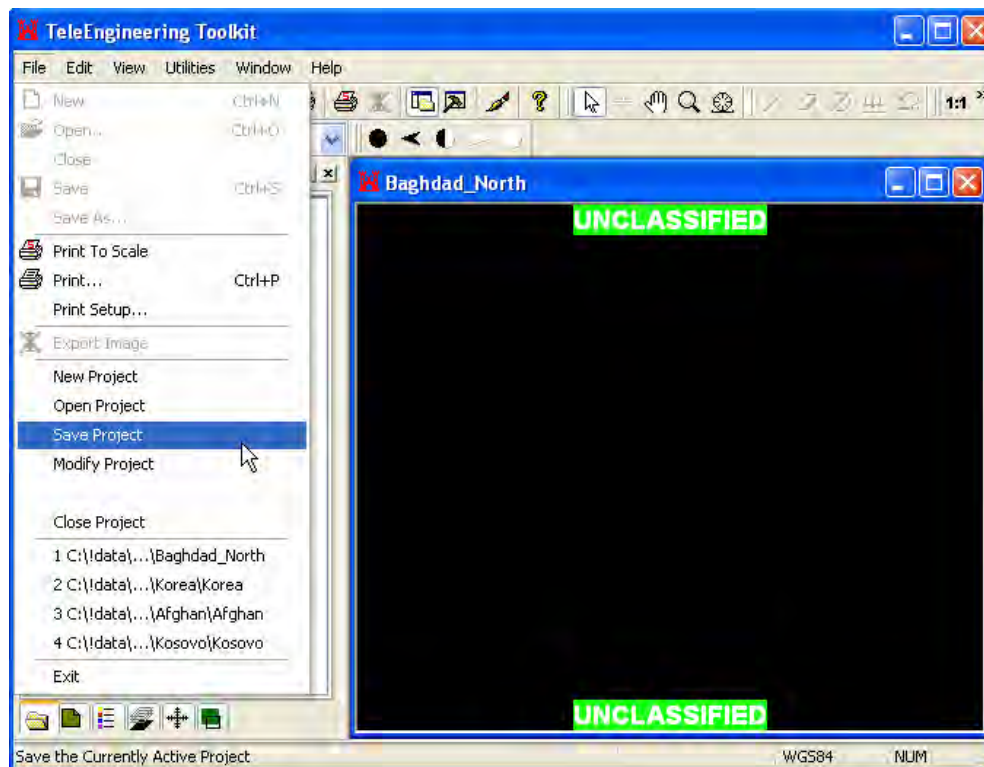 TeleEngineering Toolkit
File Edit View Utilities Window Help
New Ctrl+N
Open... Ctrl+O
Close
Save Ctrl+S
Save As...
Print To Scale
Print... Ctrl+P
Print Setup...
Export Image
New Project
Open Project
Save Project
Modify Project
Close Project
1 C:\!data\...\Baghdad_North
2 C:\!data\...\Korea\Korea
3 C:\!data\...\Afghan\Afghan
4 C:\!data\...\Kosovo\Kosovo
Exit
1:1
Baghdad_North
UNCLASSIFIED
UNCLASSIFIED
Save the Currently Active Project WGS84 NUM